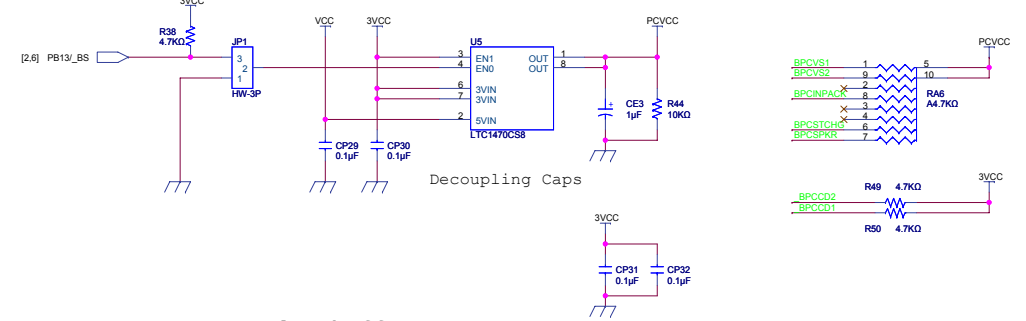 3VCC
R38
4.7KΩ
[2,6] PB13/_BS
JP1
3
2
1
HW-3P
VCC
3VCC
U5
3 EN1 OUT 1
4 EN0 OUT 8
6 3VIN
7 3VIN
2 5VIN
LTC1470CS8
CP29
0.1µF
CP30
0.1µF
PCVCC
CE3
+
1µF
R44
10KΩ
Decoupling Caps
3VCC
CP31
0.1µF
CP32
0.1µF
PCVCC
BPCVS1 1 5
BPCVS2 9 10
2
BPCINPACK 8
3
4
BPCSTCHG 6
BPCSPKR 7
RA6
A4.7KΩ
3VCC
R49 4.7KΩ
BPCCD2
BPCCD1
R50 4.7KΩ